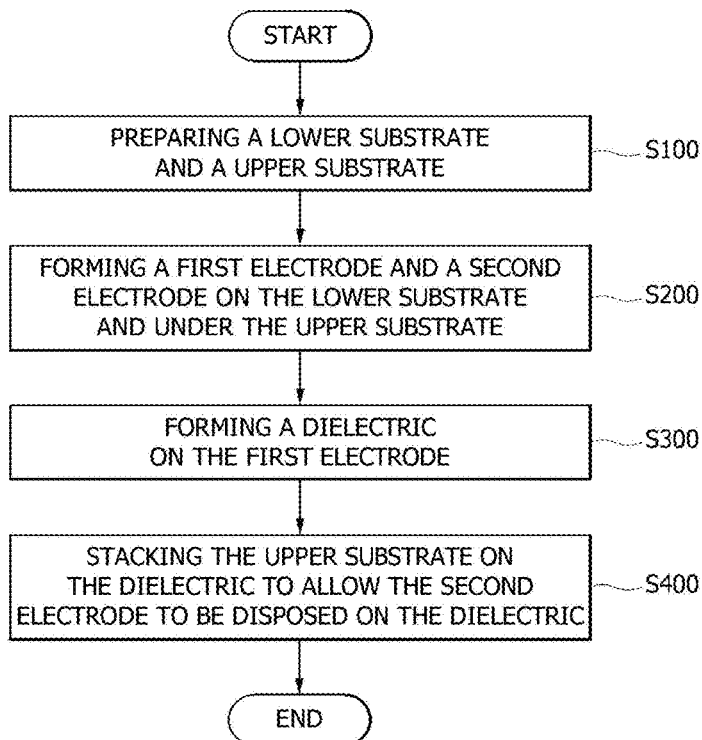 START
PREPARING A LOWER SUBSTRATE
AND A UPPER SUBSTRATE
S100
FORMING A FIRST ELECTRODE AND A SECOND
ELECTRODE ON THE LOWER SUBSTRATE
AND UNDER THE UPPER SUBSTRATE
S200
FORMING A DIELECTRIC
ON THE FIRST ELECTRODE
S300
STACKING THE UPPER SUBSTRATE ON
THE DIELECTRIC TO ALLOW THE SECOND
ELECTRODE TO BE DISPOSED ON THE DIELECTRIC
S400
END